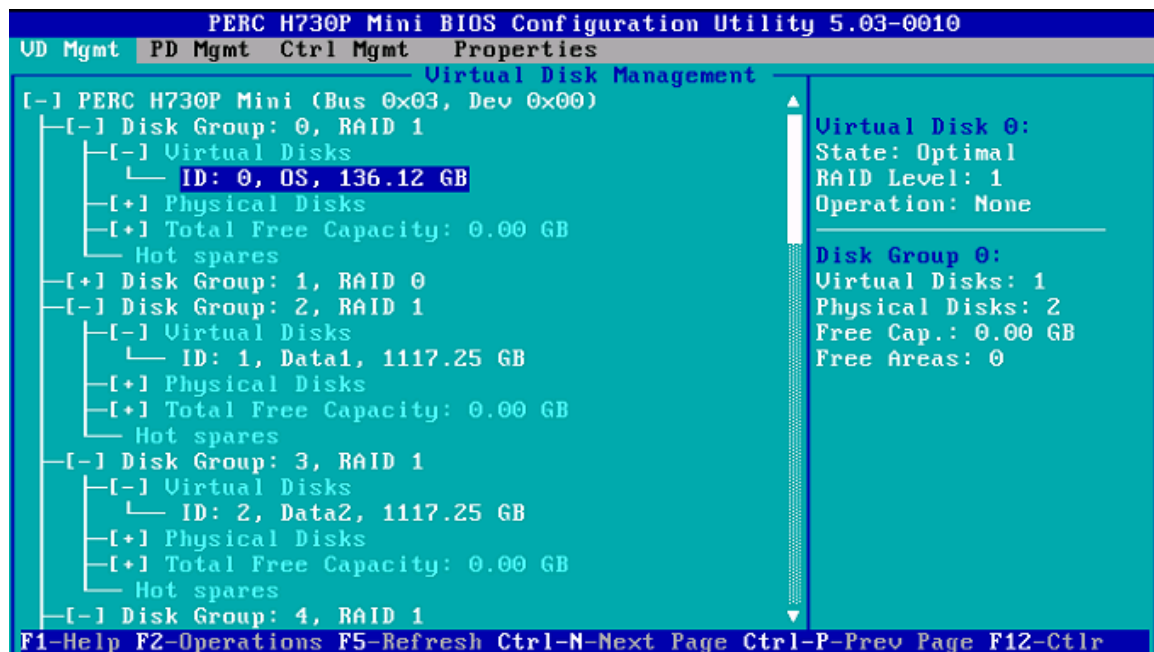 PERC H730P Mini BIOS Configuration Utility 5.03-0010
VD Mgmt PD Mgmt Ctrl Mgmt Properties
Virtual Disk Management
[-] PERC H730P Mini (Bus 0x03, Dev 0x00)
[-] Disk Group: 0, RAID 1
[-] Virtual Disks
ID: 0, OS, 136.12 GB
[+] Physical Disks
[+] Total Free Capacity: 0.00 GB
Hot spares
[+] Disk Group: 1, RAID 0
[-] Disk Group: 2, RAID 1
[-] Virtual Disks
ID: 1, Data1, 1117.25 GB
[+] Physical Disks
[+] Total Free Capacity: 0.00 GB
Hot spares
[-] Disk Group: 3, RAID 1
[-] Virtual Disks
ID: 2, Data2, 1117.25 GB
[+] Physical Disks
[+] Total Free Capacity: 0.00 GB
Hot spares
[-] Disk Group: 4, RAID 1
Virtual Disk 0:
State: Optimal
RAID Level: 1
Operation: None
Disk Group 0:
Virtual Disks: 1
Physical Disks: 2
Free Cap.: 0.00 GB
Free Areas: 0
F1-Help F2-Operations F5-Refresh Ctrl-N-Next Page Ctrl-P-Prev Page F12-Ctlr